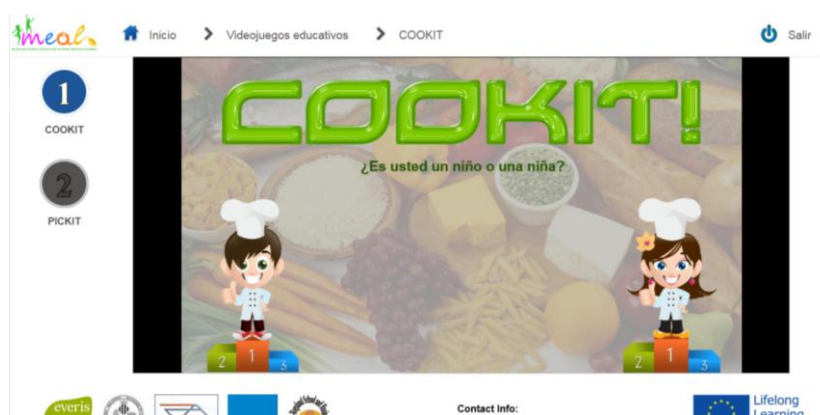 meal
Inicio > Videojuegos educativos > COOKIT
Salir
1
COOKIT
2
PICKIT
COOKIT!
¿Es usted un niño o una niña?
2 1 3
2 1 3
everis
Contact Info:
Lifelong
Learning